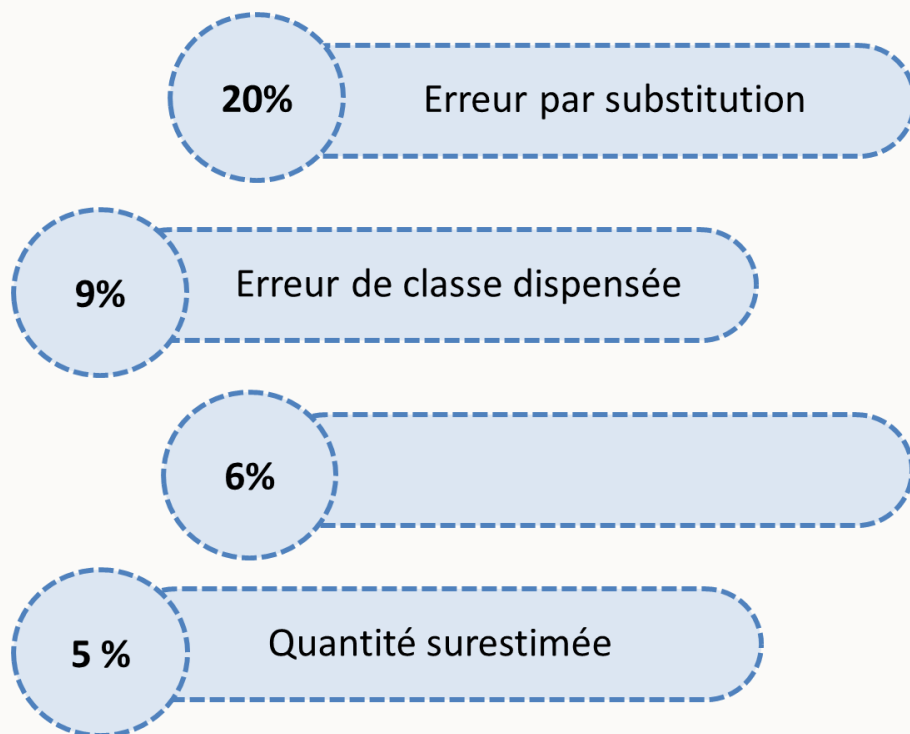 20% Erreur par substitution
9% Erreur de classe dispensée
6%
5 % Quantité surestimée